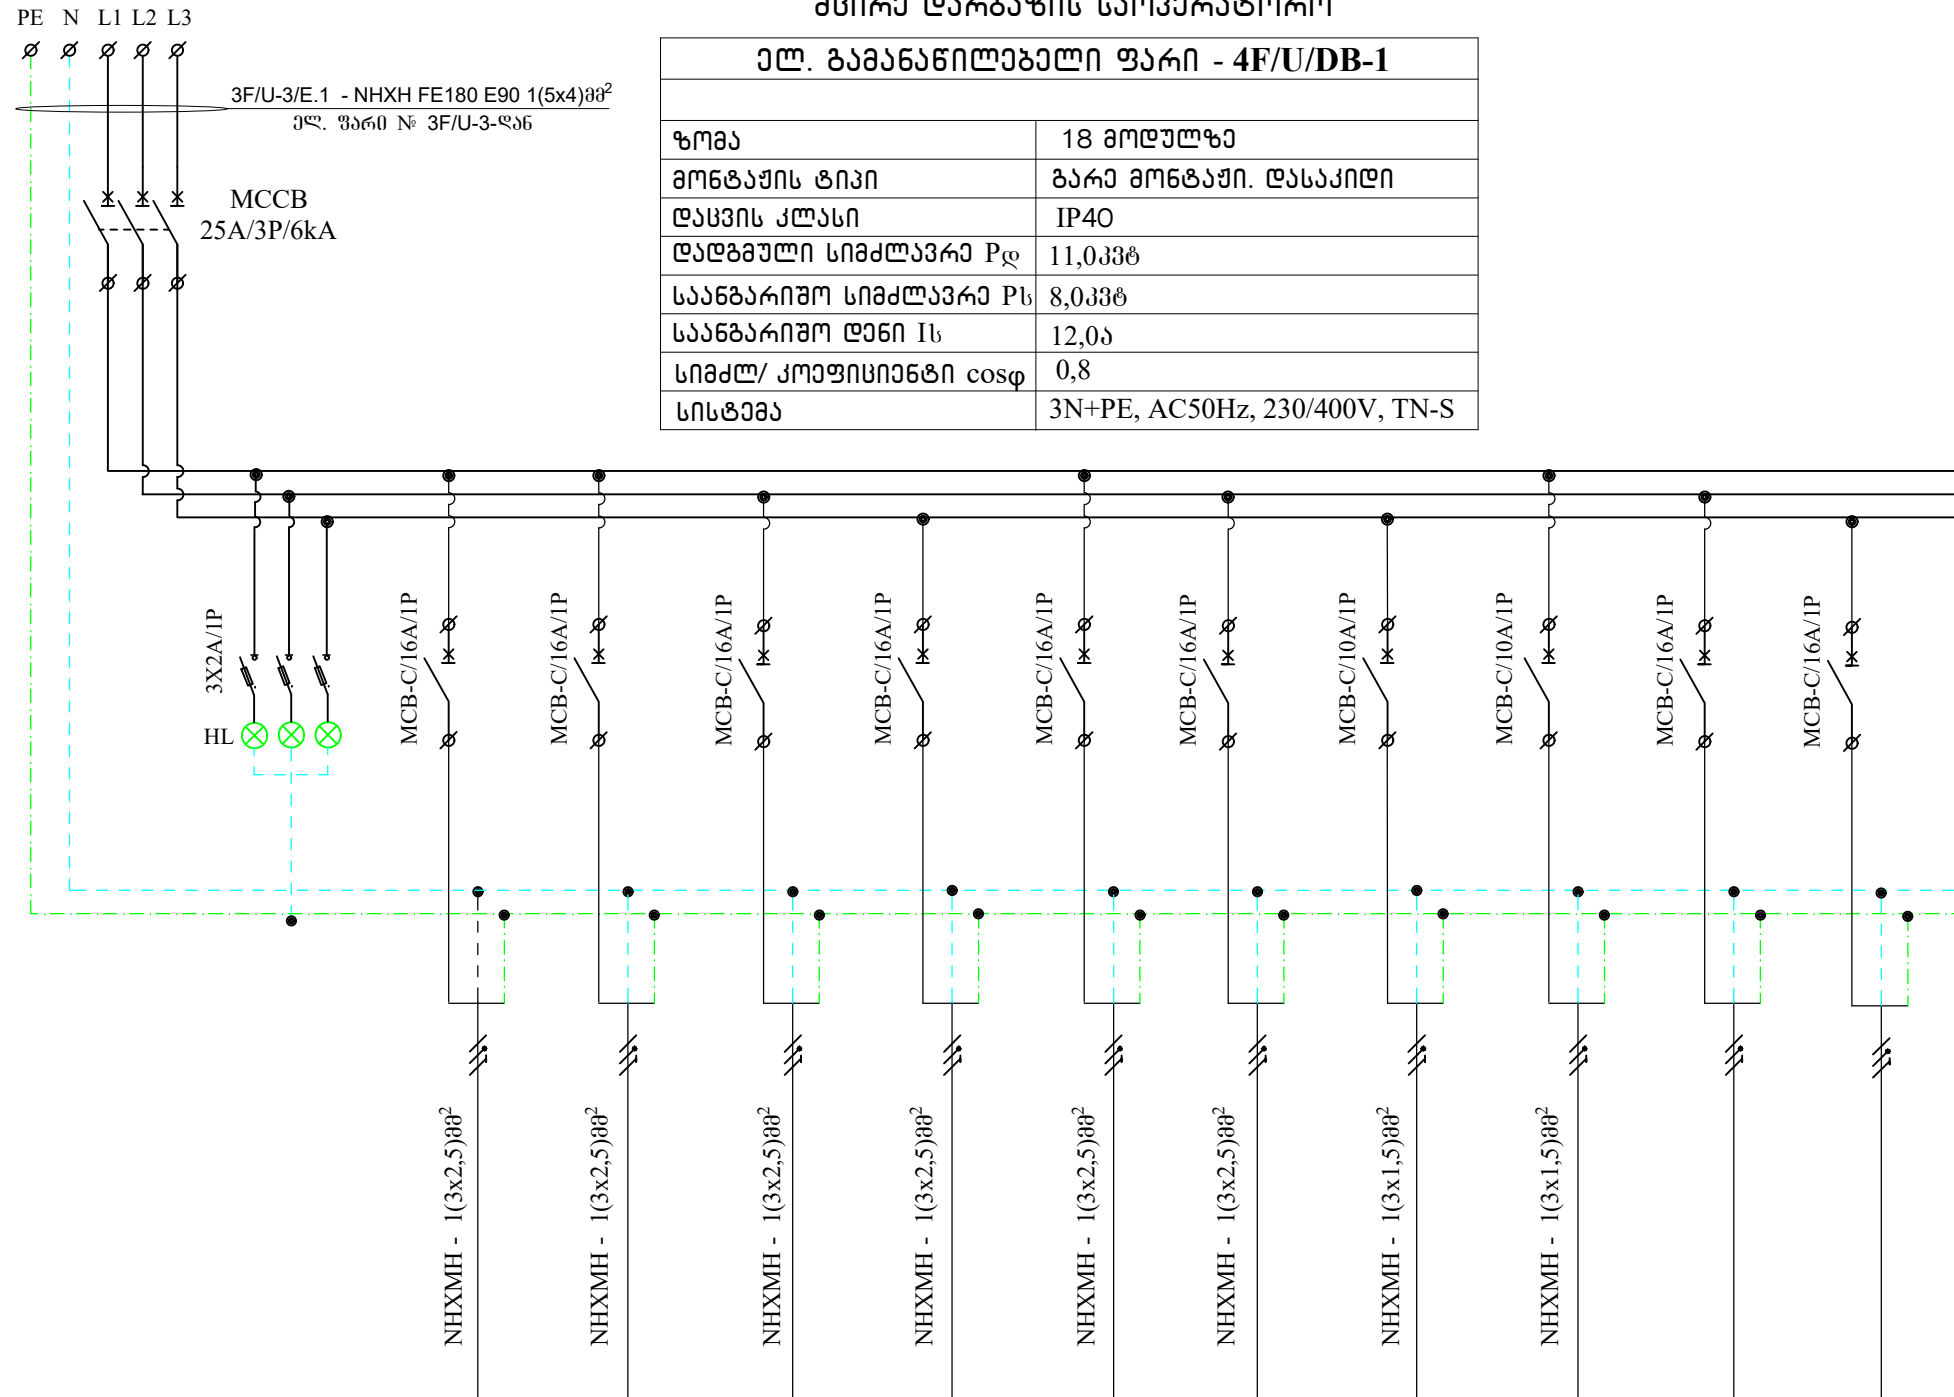 მცირე დარბაზის საოპერატორო
PE N L1 L2 L3
3F/U-3/E.1 - NHXH FE180 E90 1(5x4)მმ²
ელ. ფარი № 3F/U-3-დან
MCCB
25A/3P/6kA
ელ. გამანაწილებელი ფარი - 4F/U/DB-1
ზომა 18 მოდულზე
მონტაჟის ტიპი გარე მონტაჟი. დასაკიდი
დაცვის კლასი IP40
დადგმული სიმძლავრე Pდ 11,0კვტ
საანგარიშო სიმძლავრე Pს 8,0კვტ
საანგარიშო დენი Iს 12,0ა
სიმძლ/ კოეფიციენტი cosφ 0,8
სისტემა 3N+PE, AC50Hz, 230/400V, TN-S
3X2A/1P
HL
MCB-C/16A/1P
MCB-C/16A/1P
MCB-C/16A/1P
MCB-C/16A/1P
MCB-C/16A/1P
MCB-C/16A/1P
MCB-C/10A/1P
MCB-C/10A/1P
MCB-C/16A/1P
MCB-C/16A/1P
NHXMH - 1(3x2,5)მმ²
NHXMH - 1(3x2,5)მმ²
NHXMH - 1(3x2,5)მმ²
NHXMH - 1(3x2,5)მმ²
NHXMH - 1(3x2,5)მმ²
NHXMH - 1(3x2,5)მმ²
NHXMH - 1(3x1,5)მმ²
NHXMH - 1(3x1,5)მმ²